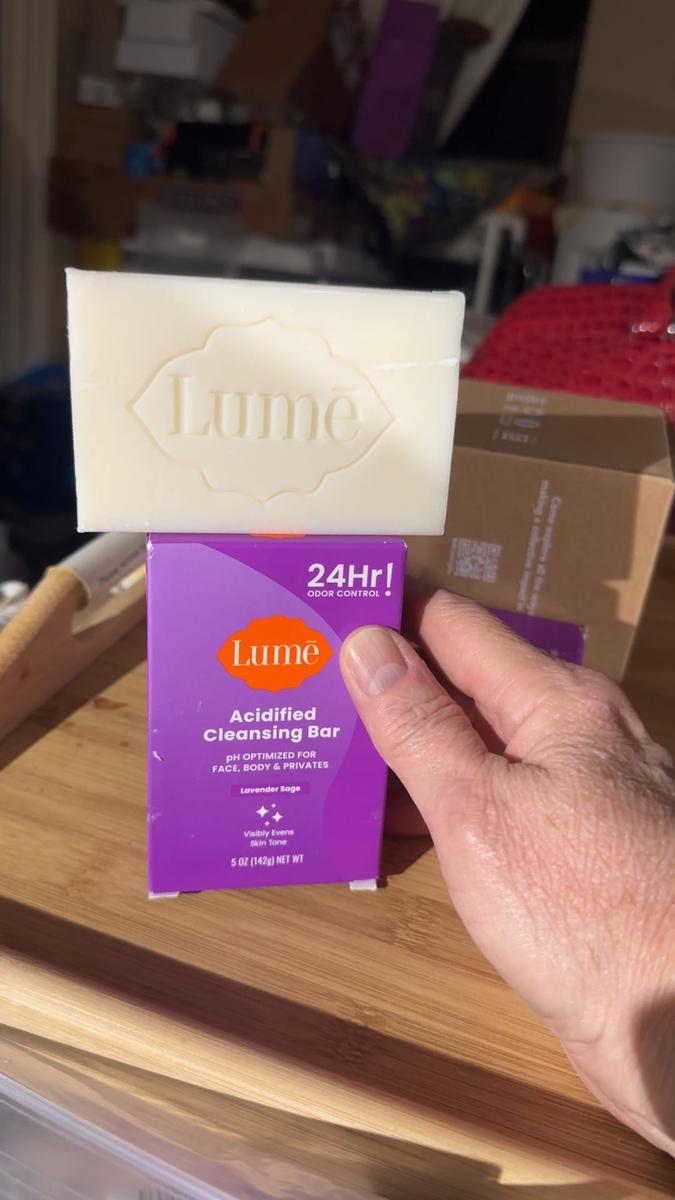 Lumē
24Hr!
ODOR CONTROL
Lumē
Acidified
Cleansing Bar
pH OPTIMIZED FOR
FACE, BODY & PRIVATES
Lavender Sage
Visibly Evens
Skin Tone
5 OZ (142g) NET WT